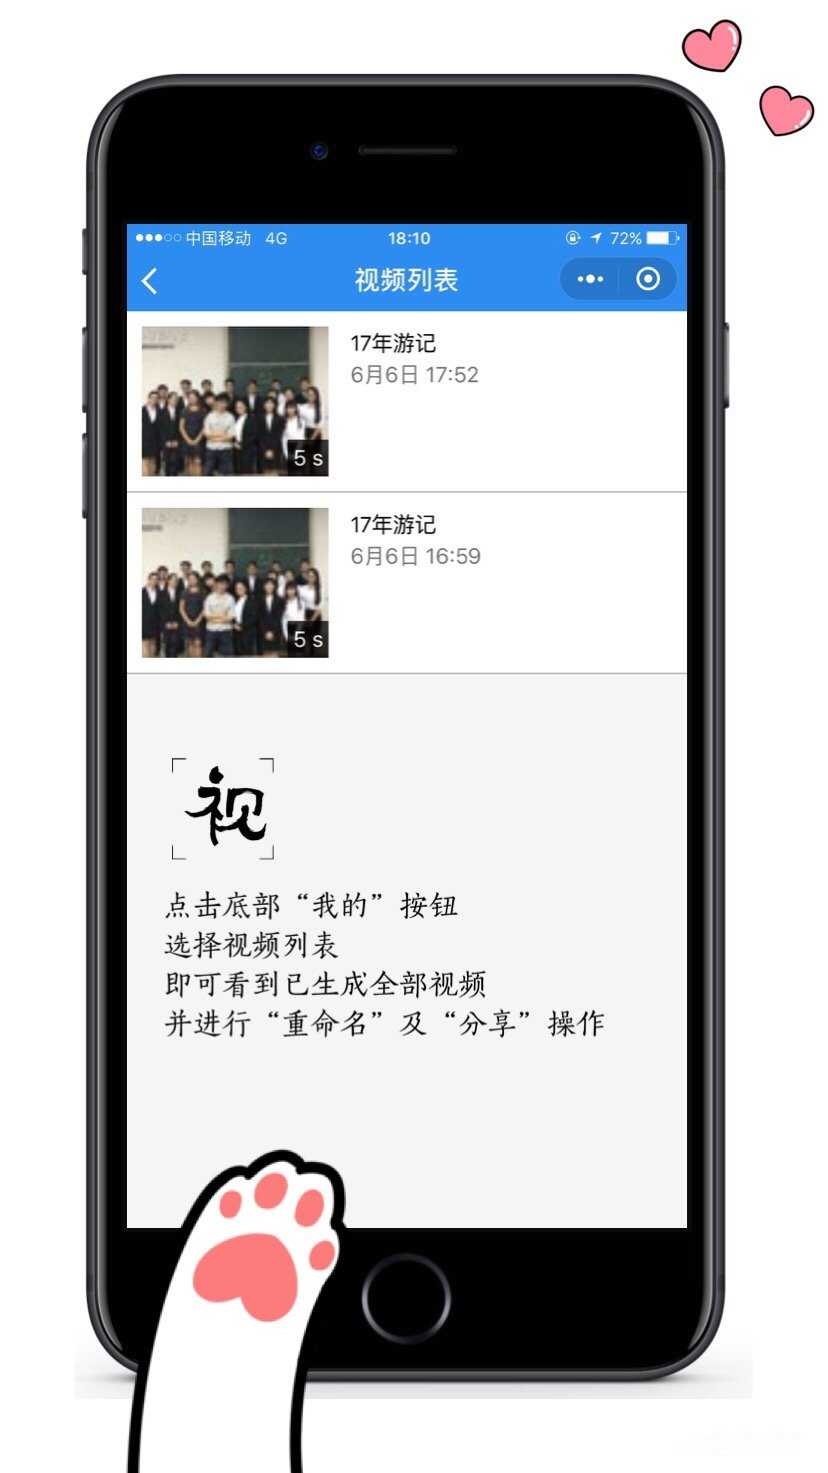 中国移动 4G 18:10 72%
视频列表
17年游记
6月6日 17:52
5 s
17年游记
6月6日 16:59
5 s
视
点击底部“我的”按钮
选择视频列表
即可看到已生成全部视频
并进行“重命名”及“分享”操作